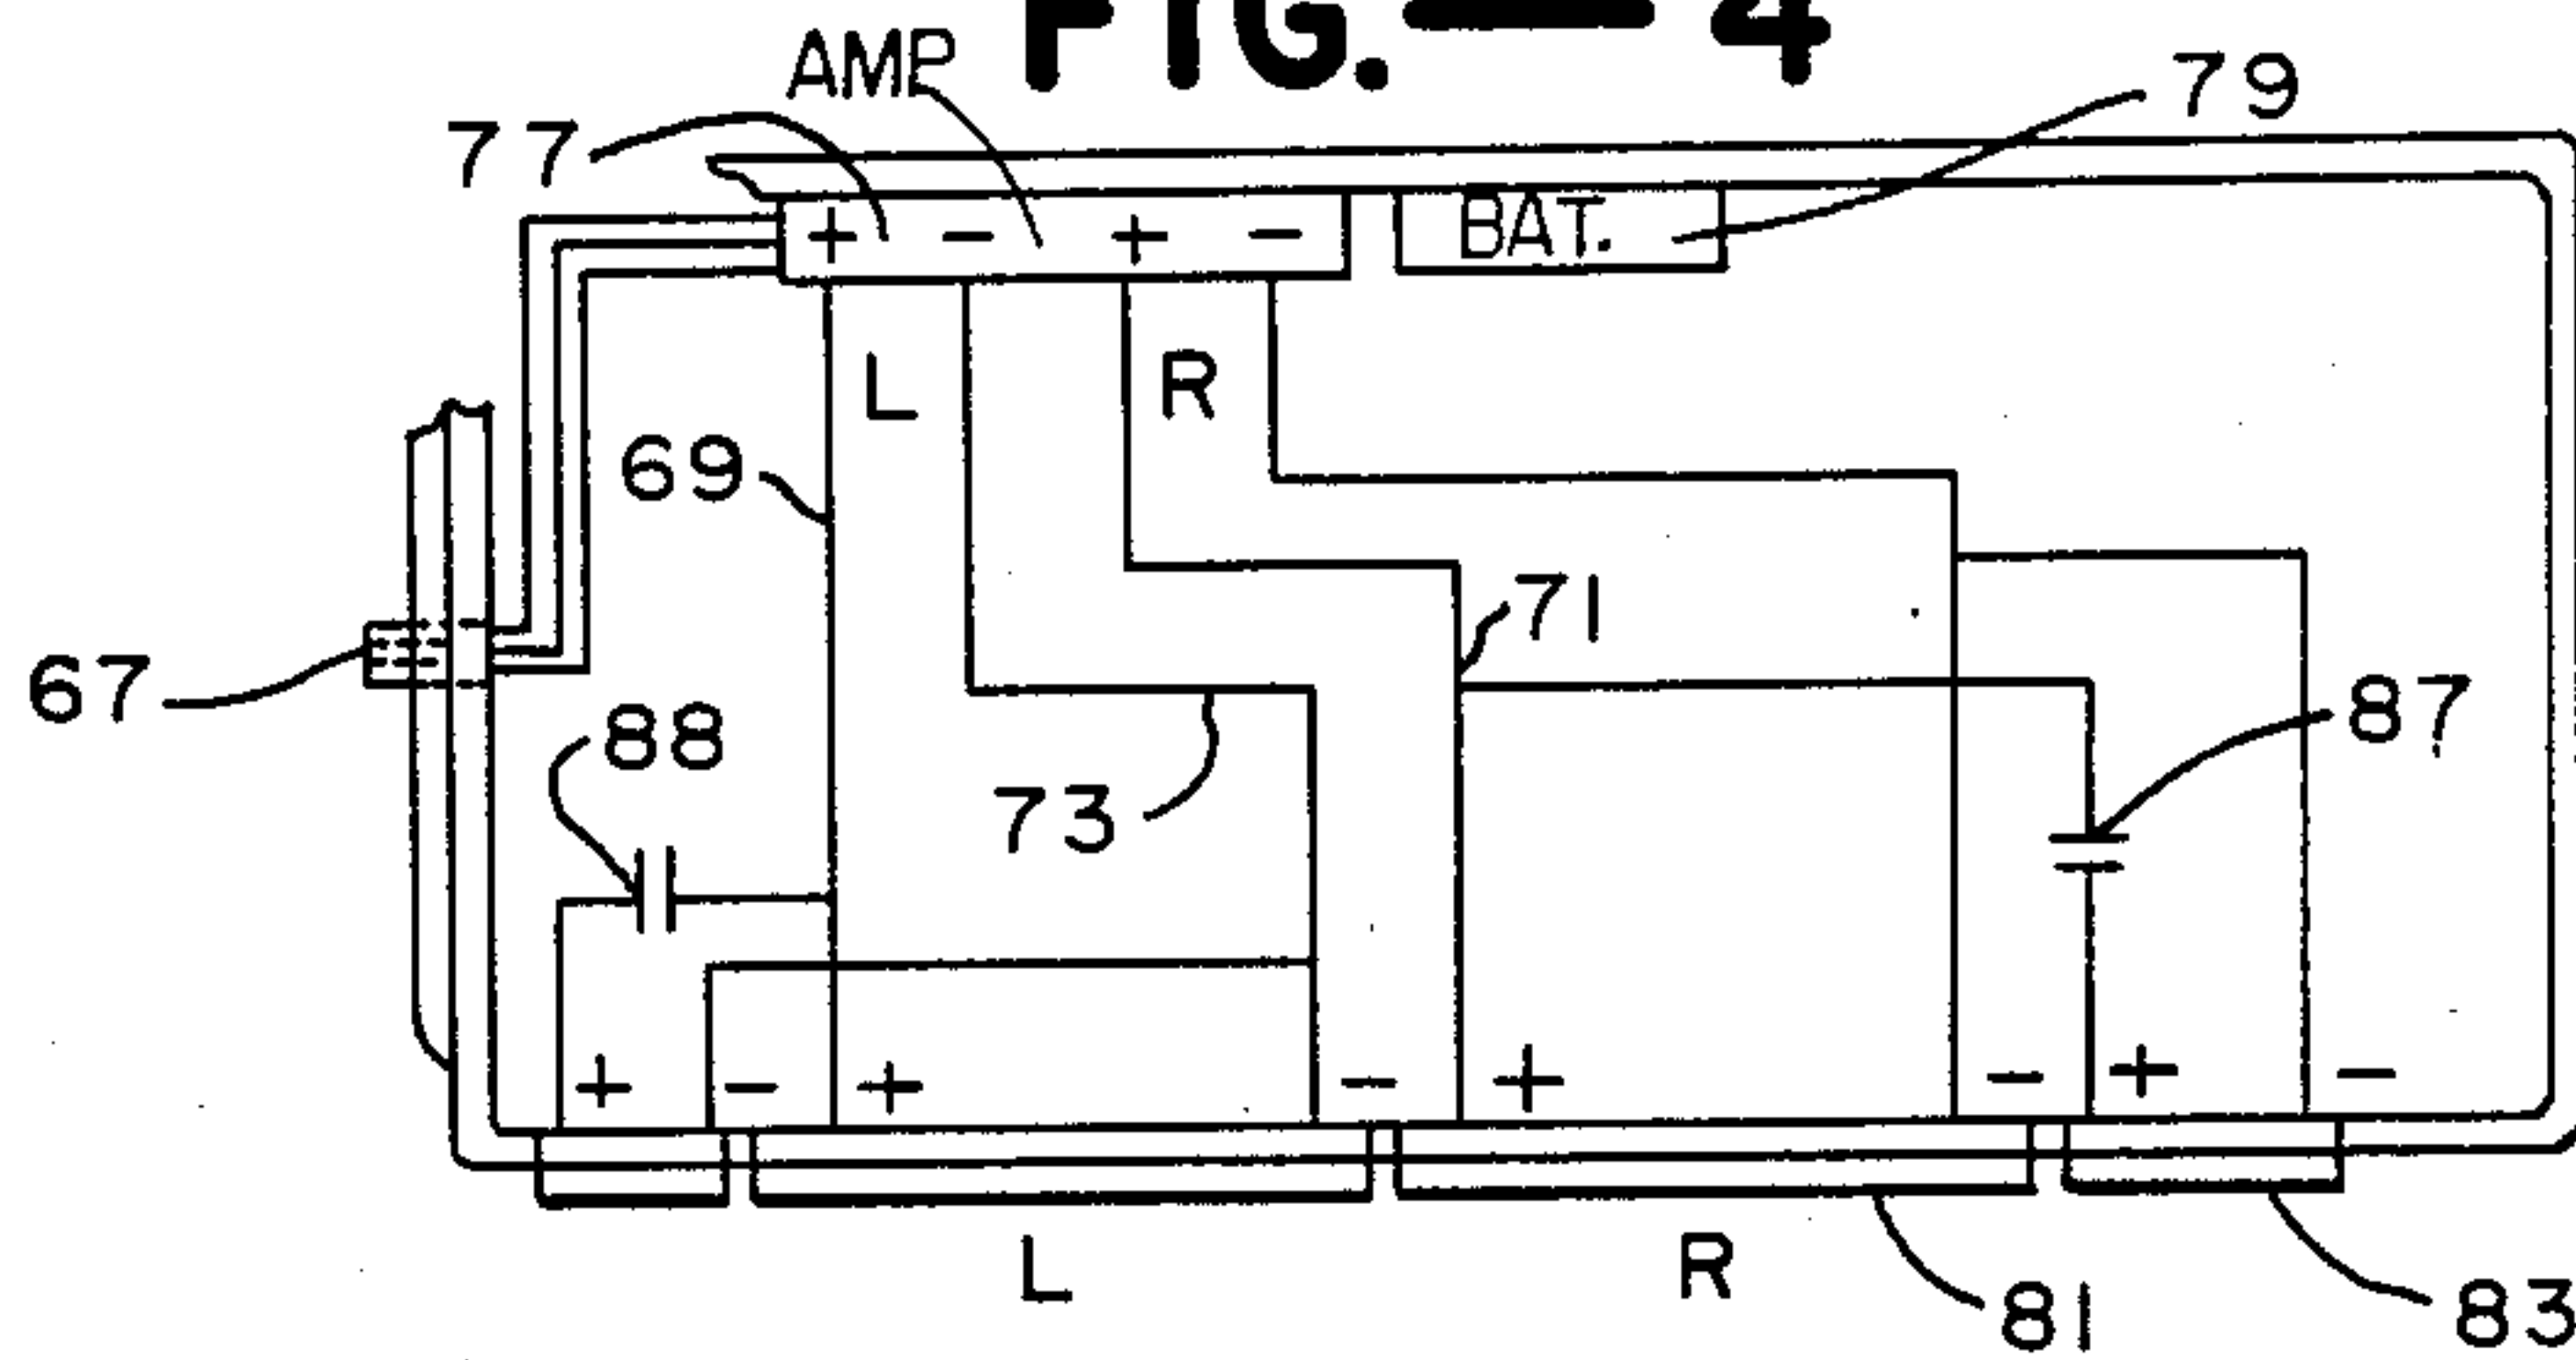 FIG.—4
AMP
77
79
+ − + −
BAT.
L
R
69
71
67
88
87
73
+ − + − + − + −
L
R
81
83